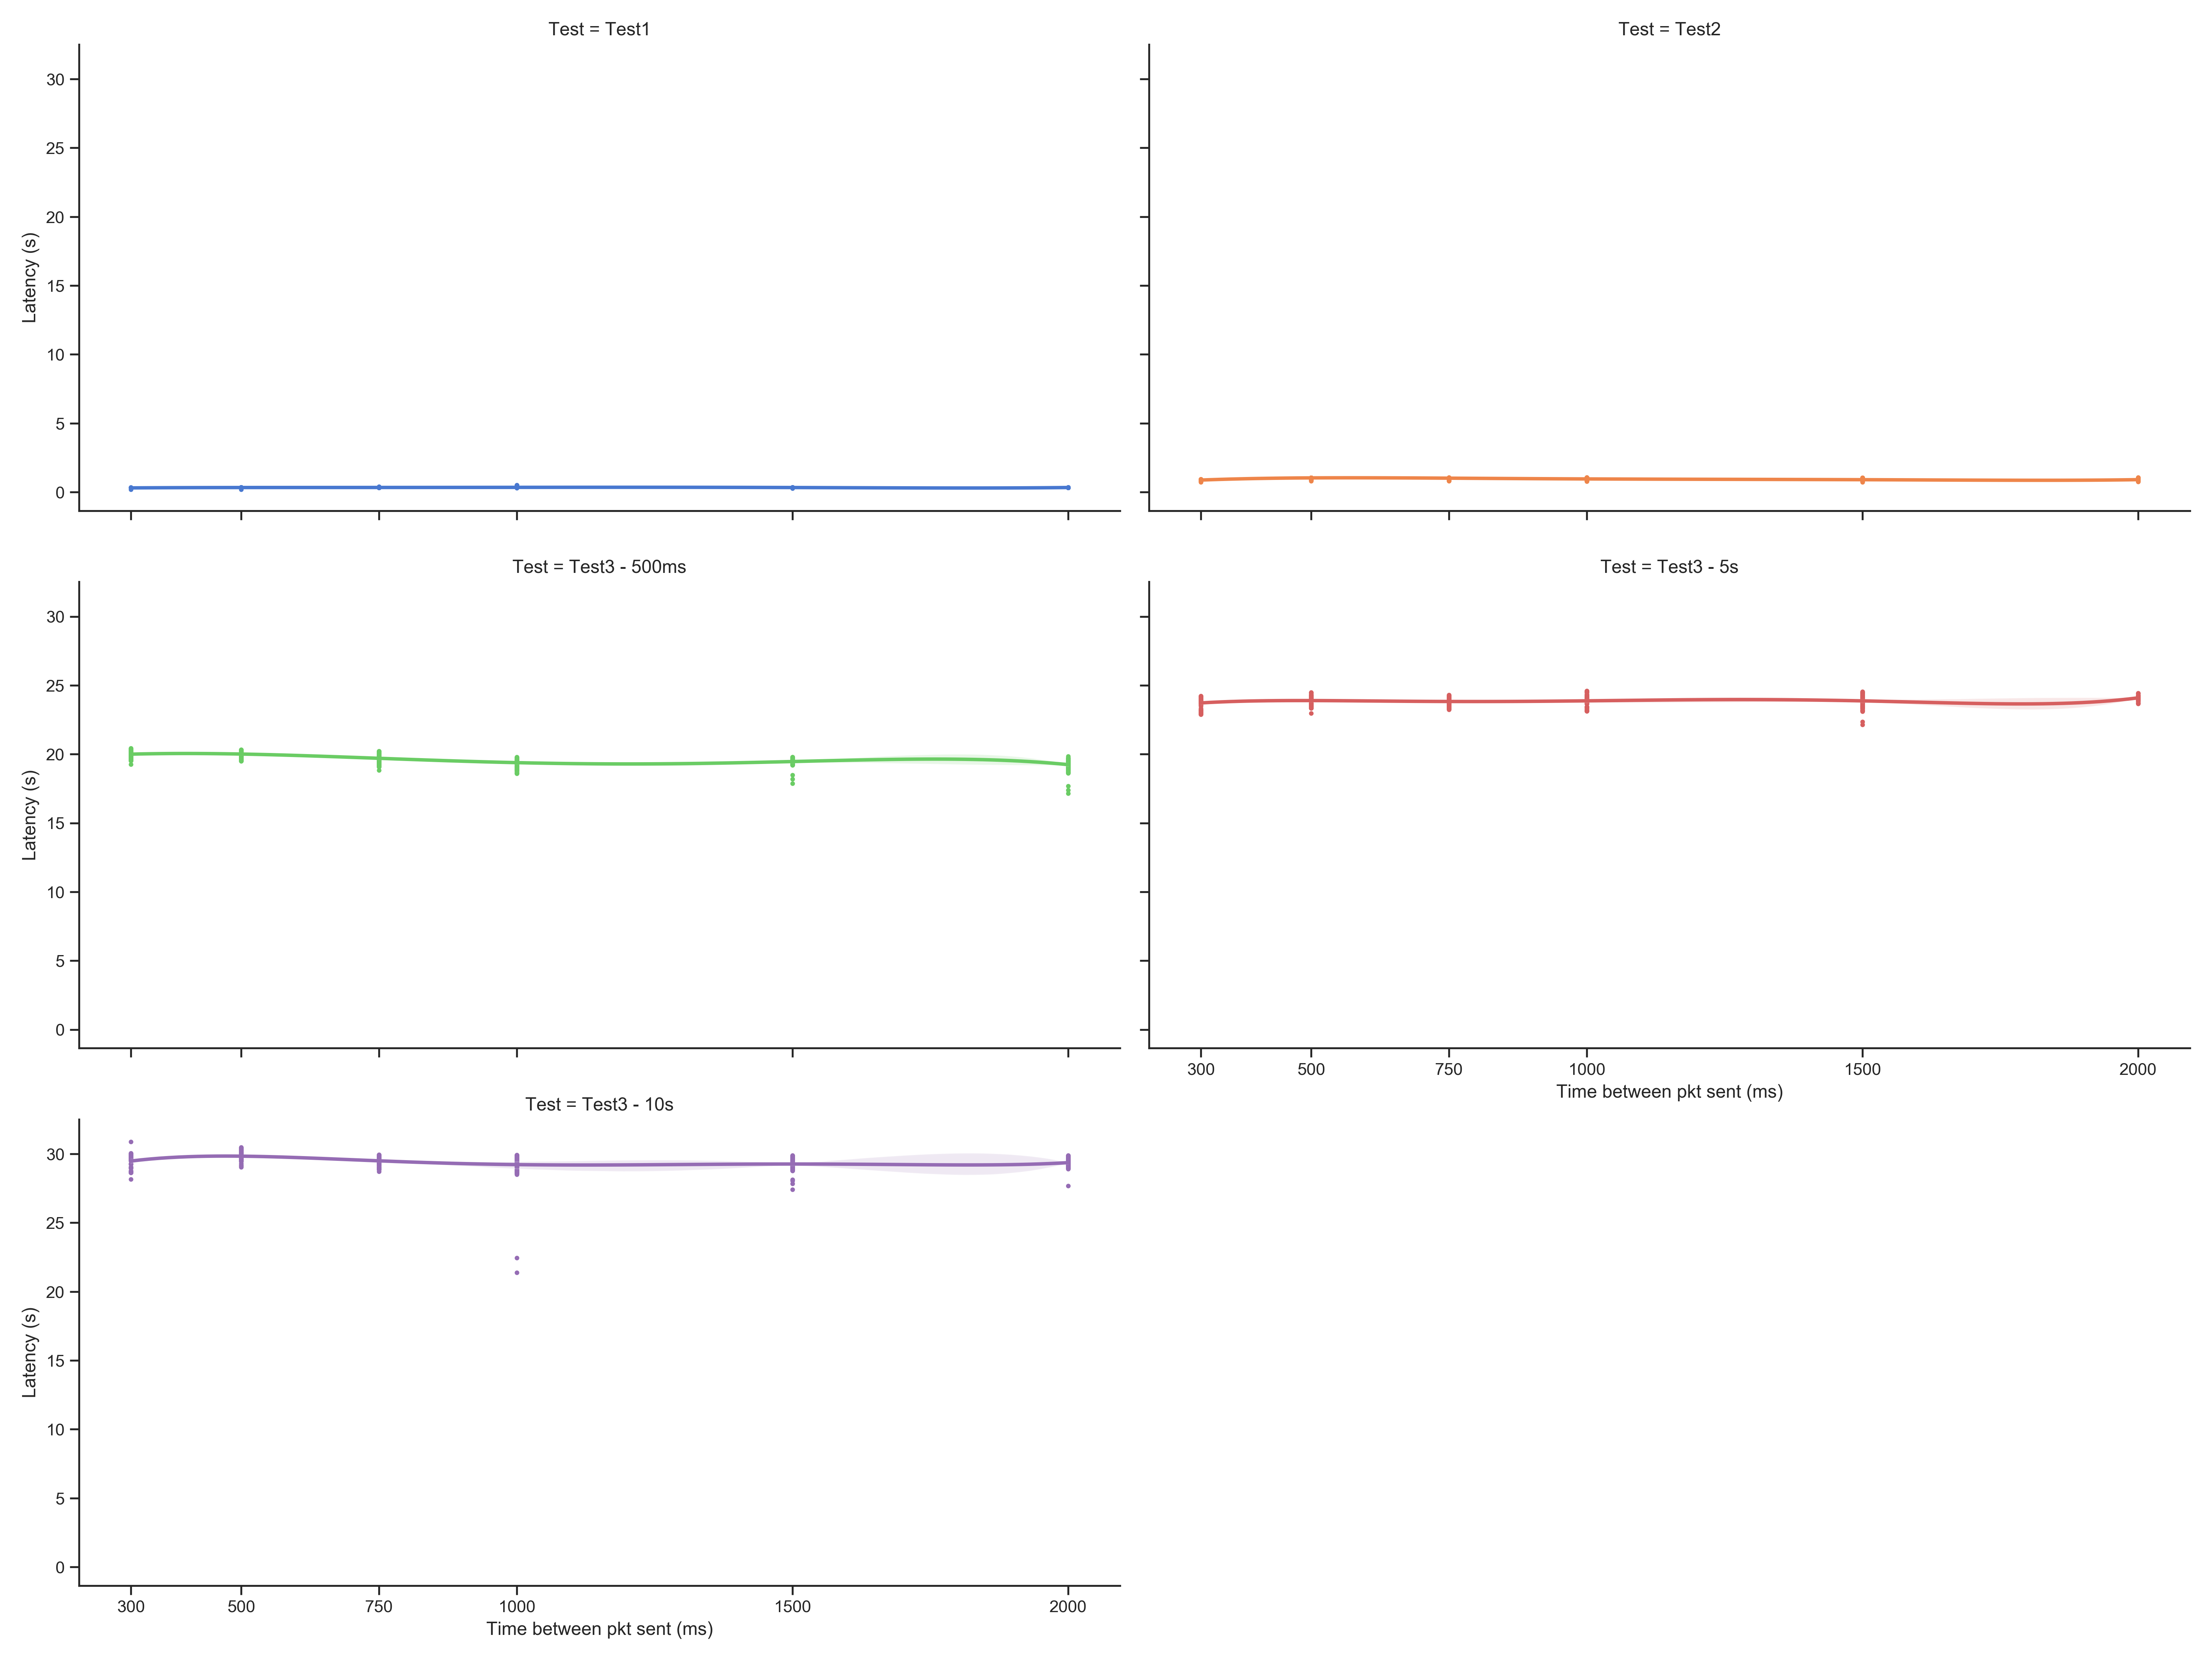 Test = Test1
30
25
20
15
10
5
0
Latency (s)
Test = Test2
Test = Test3 - 500ms
30
25
20
15
10
5
0
Latency (s)
Test = Test3 - 5s
300 500 750 1000 1500 2000
Time between pkt sent (ms)
Test = Test3 - 10s
30
25
20
15
10
5
0
Latency (s)
300 500 750 1000 1500 2000
Time between pkt sent (ms)